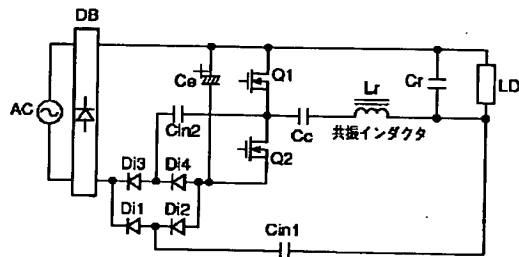 DB
AC
Ce
Q1
Cr
LD
Lr
Cin2
Cc
共振インダクタ
Q2
Di3
Di4
Di1
Di2
Cin1